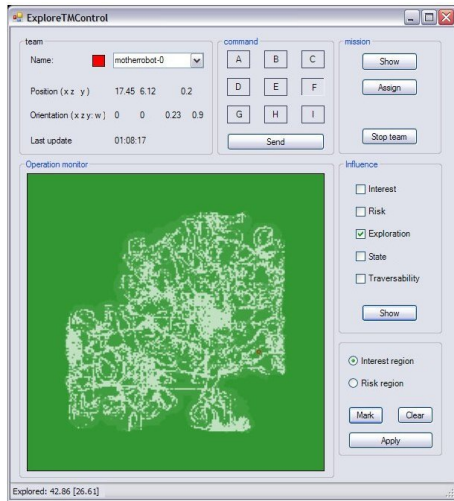 ExploreTMControl
team
Name: motherrobot-0
Position ( x z y ) 17.45 6.12 0.2
Orientation ( x z y: w ) 0 0 0.23 0.9
Last update 01:08:17
command
A B C
D E F
G H I
Send
mission
Show
Assign
Stop team
Operation monitor
Influence
Interest
Risk
Exploration
State
Traversability
Show
Interest region
Risk region
Mark Clear
Apply
Explored: 42.86 [26.61]